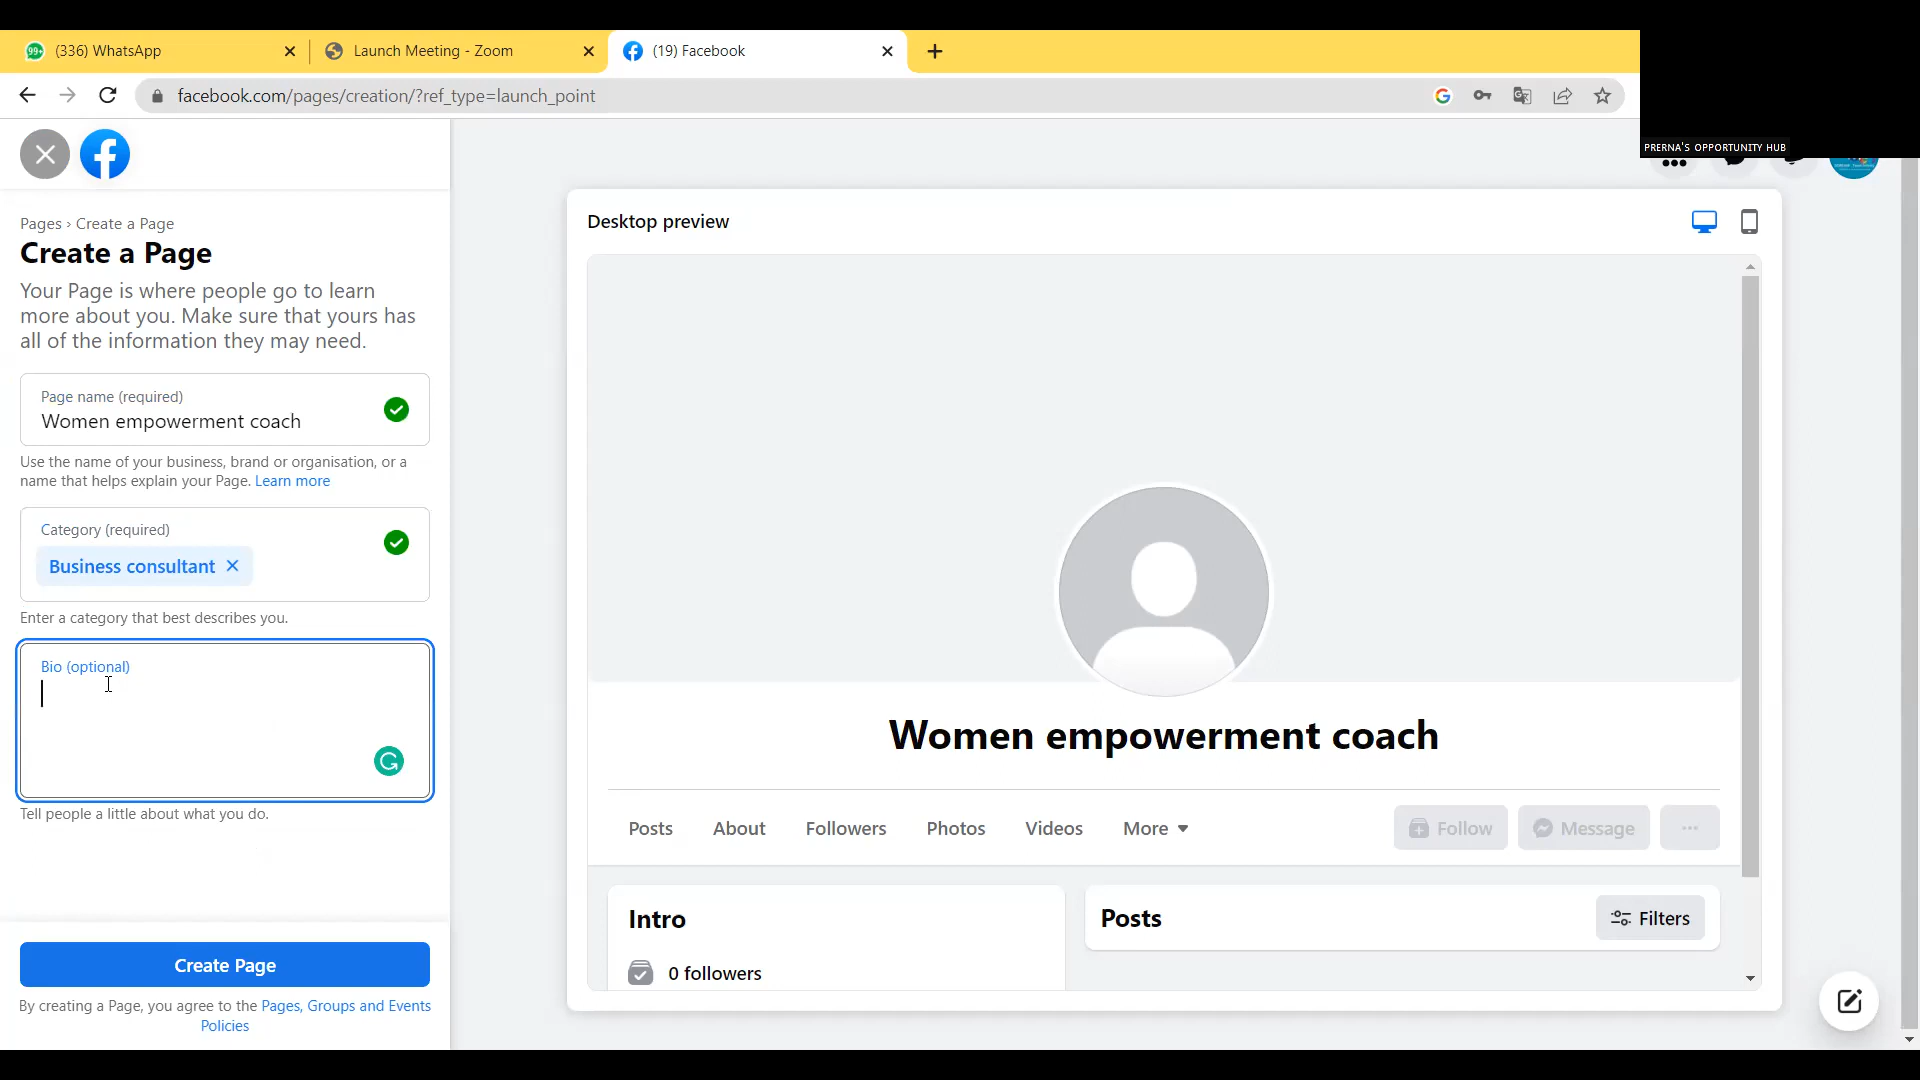 99+ (336) WhatsApp
Launch Meeting - Zoom
(19) Facebook
facebook.com/pages/creation/?ref_type=launch_point
PRERNA'S OPPORTUNITY HUB
Pages › Create a Page
Create a Page
Your Page is where people go to learn
more about you. Make sure that yours has
all of the information they may need.
Page name (required)
Women empowerment coach
Use the name of your business, brand or organisation, or a
name that helps explain your Page. Learn more
Category (required)
Business consultant
Enter a category that best describes you.
Bio (optional)
Tell people a little about what you do.
Create Page
By creating a Page, you agree to the Pages, Groups and Events
Policies
Desktop preview
Women empowerment coach
Posts
About
Followers
Photos
Videos
More
Follow
Message
Intro
0 followers
Posts
Filters